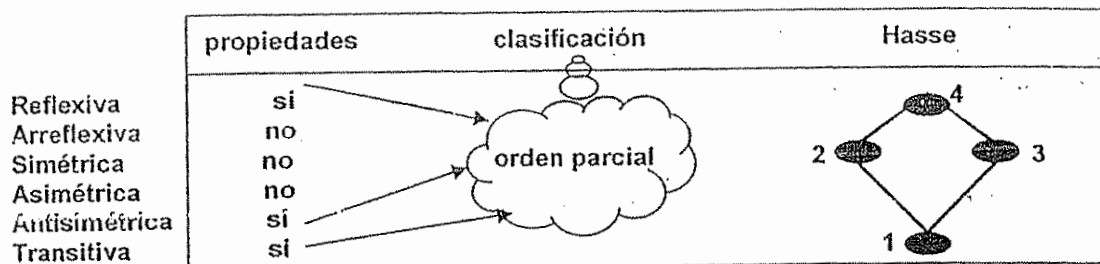 propiedades clasificación Hasse
Reflexiva si
Arreflexiva no
Simétrica no
Asimétrica no
Antisimétrica si
Transitiva si
orden parcial
4
2 3
1